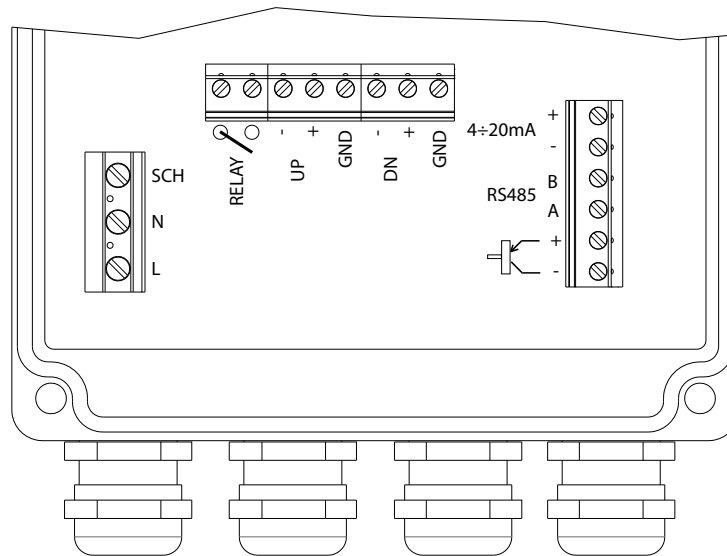 - + GND - + GND
RELAY UP DN
4÷20mA + 
-
RS485 B
A
+
-
SCH
N
L